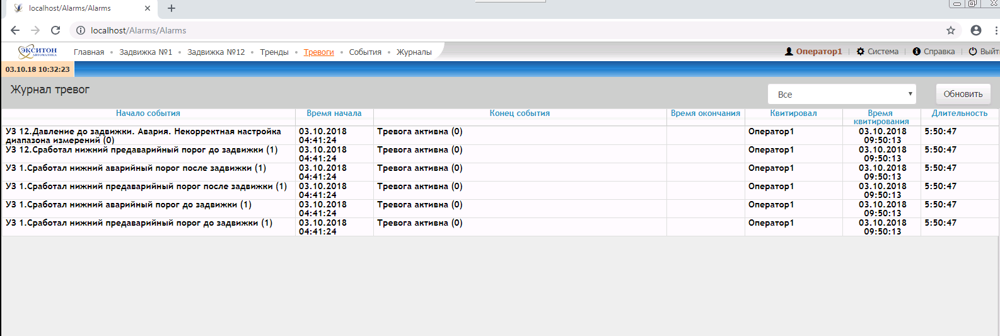 localhost/Alarms/Alarms
localhost/Alarms/Alarms
ЭКСИТОН
АВТОМАТИКА
Главная • Задвижка №1 • Задвижка №12 • Тренды • Тревоги • События • Журналы
Оператор1 | Система | Справка | Выйти
03.10.18 10:32:23
Журнал тревог
Все
Обновить
Начало события Время начала Конец события Время окончания Квитировал Время квитирования Длительность
УЗ 12.Давление до задвижки. Авария. Некорректная настройка 03.10.2018 Тревога активна (0) Оператор1 03.10.2018 5:50:47
диапазона измерений (0) 04:41:24 09:50:13
УЗ 12.Сработал нижний предаварийный порог до задвижки (1) 03.10.2018 Тревога активна (0) Оператор1 03.10.2018 5:50:47
04:41:24 09:50:13
УЗ 1.Сработал нижний аварийный порог после задвижки (1) 03.10.2018 Тревога активна (0) Оператор1 03.10.2018 5:50:47
04:41:24 09:50:13
УЗ 1.Сработал нижний предаварийный порог после задвижки (1) 03.10.2018 Тревога активна (0) Оператор1 03.10.2018 5:50:47
04:41:24 09:50:13
УЗ 1.Сработал нижний аварийный порог до задвижки (1) 03.10.2018 Тревога активна (0) Оператор1 03.10.2018 5:50:47
04:41:24 09:50:13
УЗ 1.Сработал нижний предаварийный порог до задвижки (1) 03.10.2018 Тревога активна (0) Оператор1 03.10.2018 5:50:47
04:41:24 09:50:13